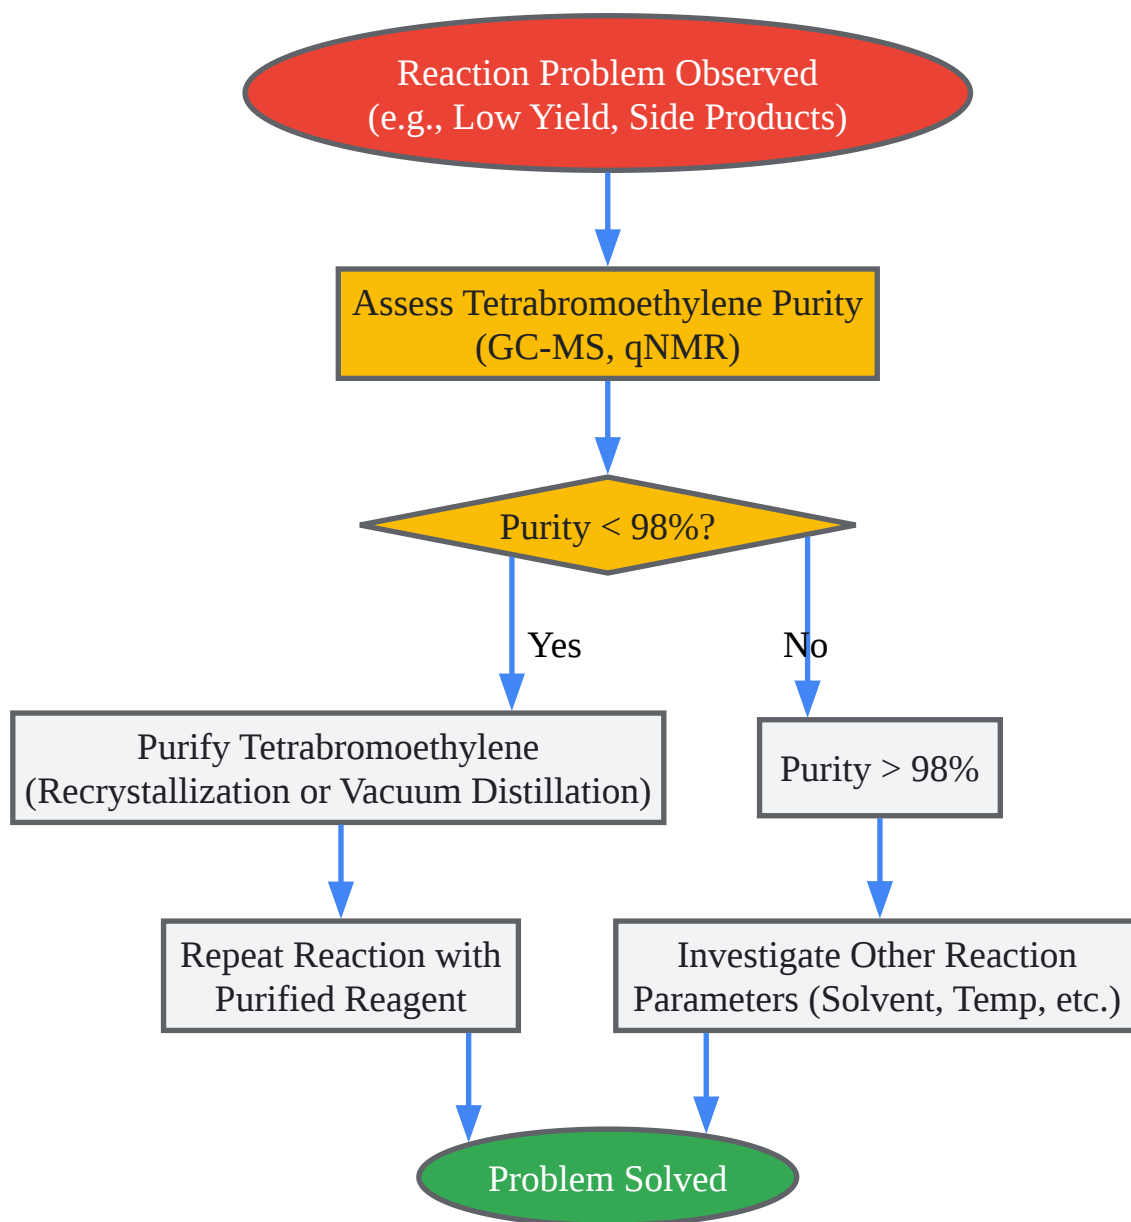 Reaction Problem Observed
(e.g., Low Yield, Side Products)
Assess Tetrabromoethylene Purity
(GC-MS, qNMR)
Purity < 98%?
Yes
No
Purify Tetrabromoethylene
(Recrystallization or Vacuum Distillation)
Purity > 98%
Repeat Reaction with
Purified Reagent
Investigate Other Reaction
Parameters (Solvent, Temp, etc.)
Problem Solved